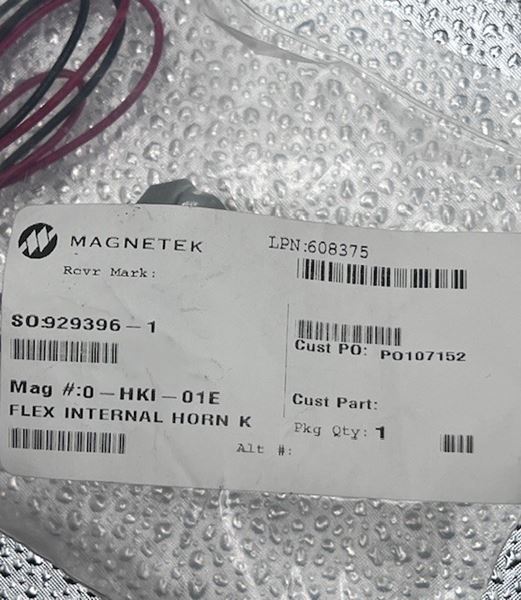 MAGNETEK
LPN:608375
Rcvr Mark:
SO:929396-1
Cust PO: PO107152
Mag #:0-HKI-01E
FLEX INTERNAL HORN K
Cust Part:
Pkg Qty: 1
Alt #: